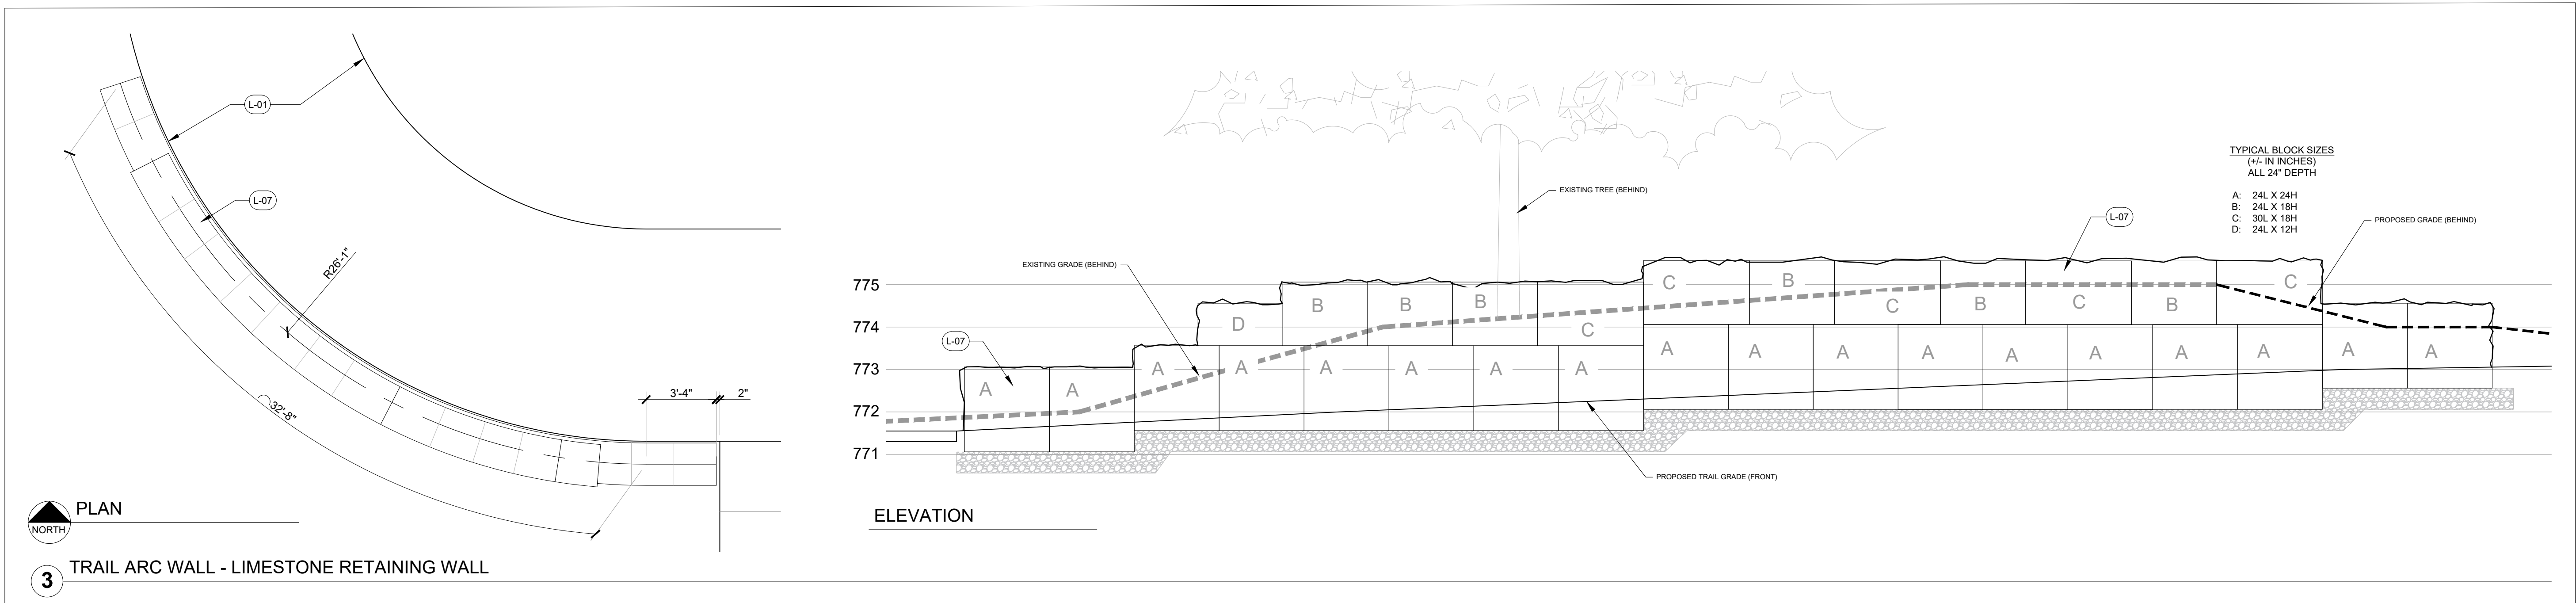 L-01
L-07
R26'-1"
32'-8"
3'-4"
2"
NORTH
PLAN
3
TRAIL ARC WALL - LIMESTONE RETAINING WALL
TYPICAL BLOCK SIZES
(+/- IN INCHES)
ALL 24" DEPTH
A: 24L X 24H
B: 24L X 18H
C: 30L X 18H
D: 24L X 12H
EXISTING TREE (BEHIND)
L-07
PROPOSED GRADE (BEHIND)
EXISTING GRADE (BEHIND)
L-07
775
774
773
772
771
C B C B C B C
D B B B C
A A A A A A A A A A
A A A A A A A A
PROPOSED TRAIL GRADE (FRONT)
ELEVATION